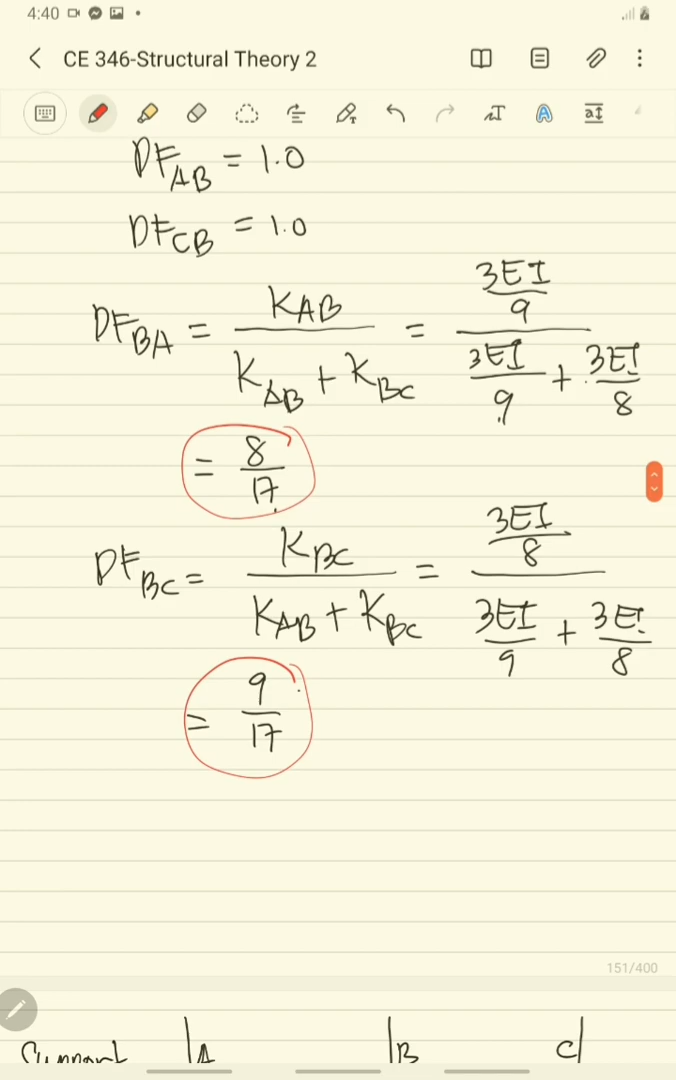 4:40
CE 346-Structural Theory 2
DF_AB = 1.0
DF_CB = 1.0
DF_BA = K_AB / (K_AB + K_BC) = (3EI/9) / (3EI/9 + 3EI/8)
= 8/17
DF_BC = K_BC / (K_AB + K_BC) = (3EI/8) / (3EI/9 + 3EI/8)
= 9/17
151/400
Support A B C